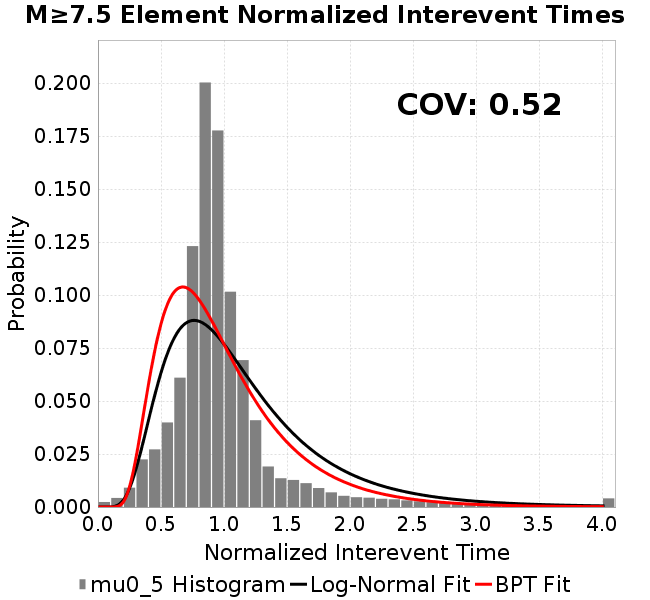 M≥7.5 Element Normalized Interevent Times
COV: 0.52
Probability
0.200
0.175
0.150
0.125
0.100
0.075
0.050
0.025
0.000
0.0 0.5 1.0 1.5 2.0 2.5 3.0 3.5 4.0
Normalized Interevent Time
mu0_5 Histogram Log-Normal Fit BPT Fit